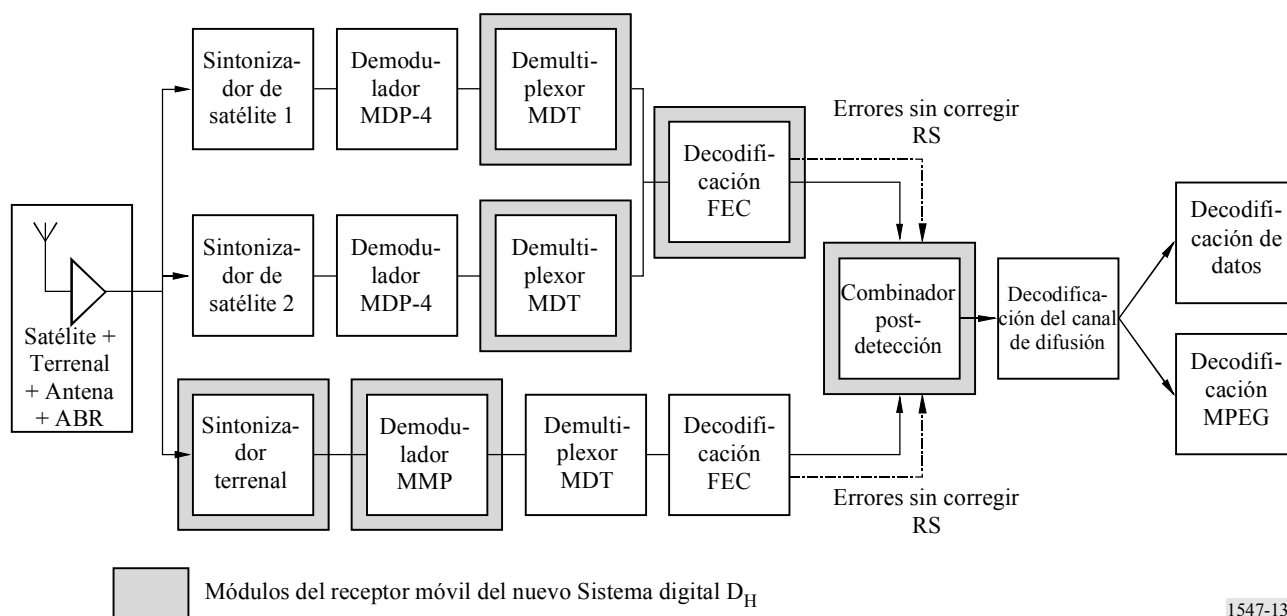 Sintoniza-
dor de
satélite 1
Demodu-
lador
MDP-4
Demulti-
plexor
MDT
Errores sin corregir
RS
Decodifi-
cación
FEC
Sintoniza-
dor de
satélite 2
Demodu-
lador
MDP-4
Demulti-
plexor
MDT
Satélite +
Terrenal
+ Antena
+ ABR
Combinador
post-
detección
Decodifica-
ción del canal
de difusión
Decodifi-
cación de
datos
Decodifi-
cación
MPEG
Sintoniza-
dor
terrenal
Demodu-
lador
MMP
Demulti-
plexor
MDT
Decodifi-
cación
FEC
Errores sin corregir
RS
Módulos del receptor móvil del nuevo Sistema digital D_H
1547-13